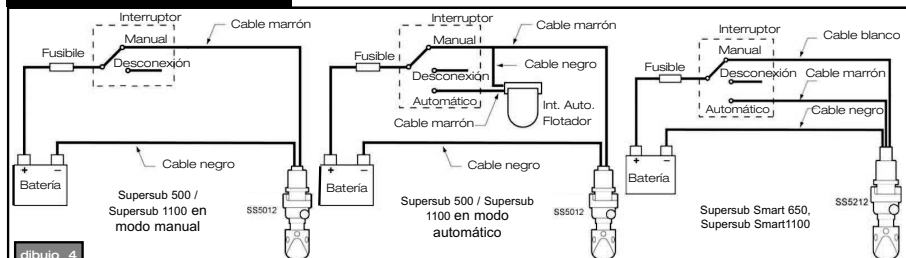 Interruptor
Cable marrón
Manual
Fusibile
Desconexión
Batería
+ −
Cable negro
Supersub 500 /
Supersub 1100 en
modo manual
SS5012
dibujo 4
Interruptor
Cable marrón
Manual
Fusible
Cable negro
Desconexión
Automático
Int. Auto.
Flotador
Cable marrón
Batería
+ −
Cable negro
Supersub 500 / Supersub
1100 en modo
automático
SS5012
Interruptor
Cable blanco
Manual
Fusible
Desconexión
Cable marrón
Automático
Cable negro
+ −
Batería
SS5212
Supersub Smart 650,
Supersub Smart1100